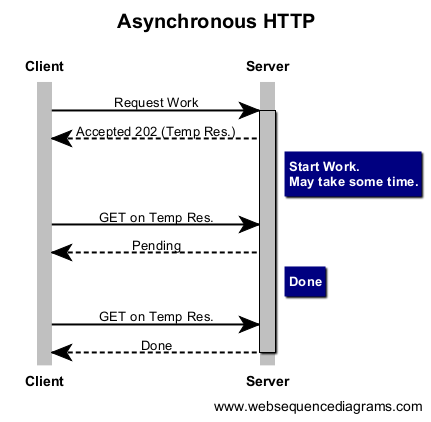 Asynchronous HTTP
Client
Server
Request Work
Accepted 202 (Temp Res.)
Start Work.
May take some time.
GET on Temp Res.
Pending
Done
GET on Temp Res.
Done
Client
Server
www.websequencediagrams.com